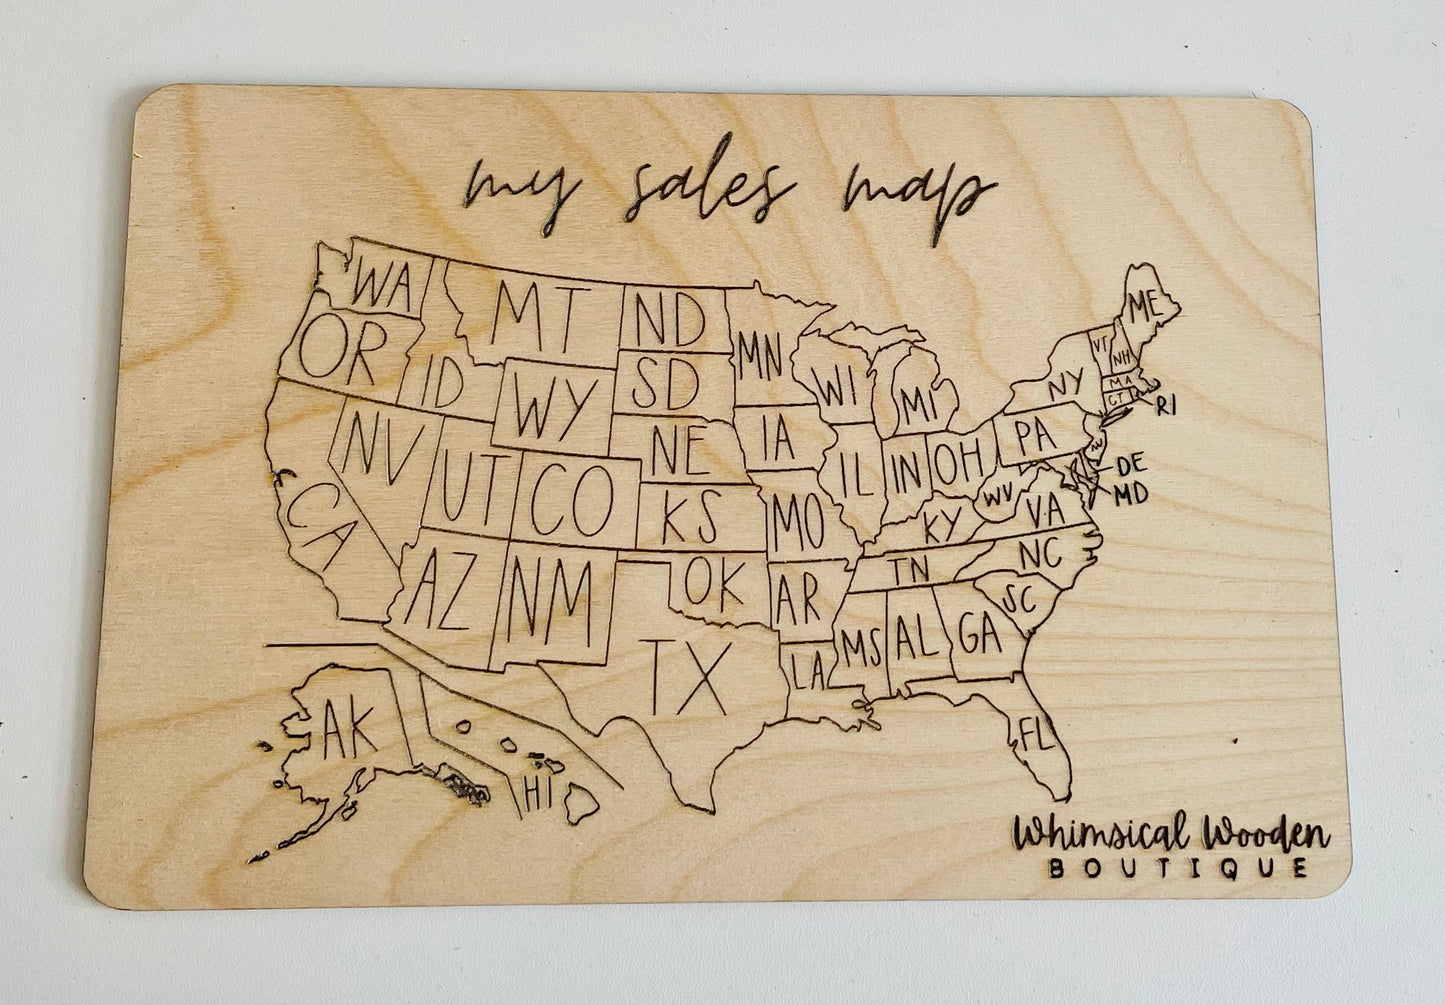 my sales map
WA
MT
ND
MN
ME
OR
ID
SD
WI
MI
VT
NH
WY
NY
MA
CT
RI
NV
UT
CO
NE
IA
IL
IN
OH
PA
NJ
DE
MD
CA
KS
MO
KY
WV
VA
AZ
NM
OK
AR
TN
NC
SC
TX
LA
MS
AL
GA
FL
AK
HI
Whimsical Wooden
BOUTIQUE